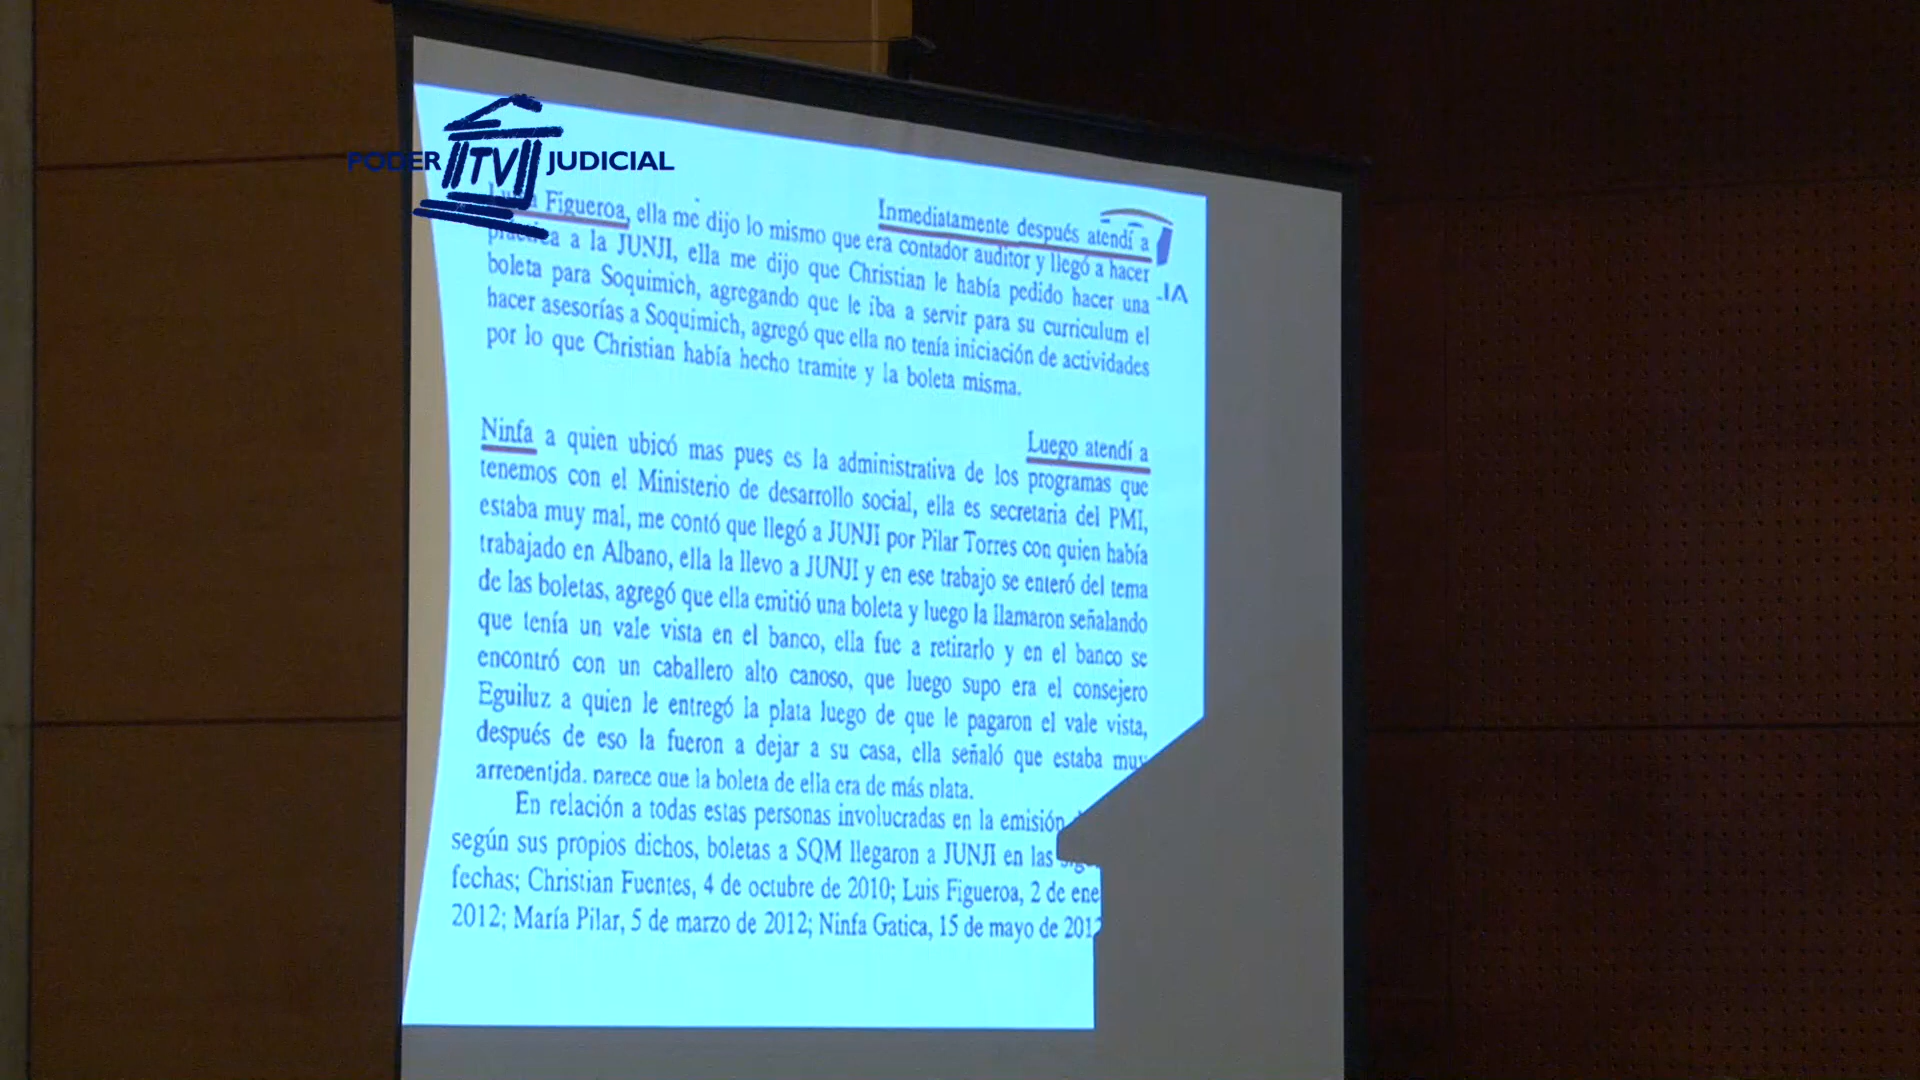 PODER TV JUDICIAL
Inmediatamente después atendí a
Figueroa, ella me dijo lo mismo que era contador auditor y llegó a hacer
práctica a la JUNJI, ella me dijo que Christian le había pedido hacer una
boleta para Soquimich, agregando que le iba a servir para su curriculum el
hacer asesorías a Soquimich, agregó que ella no tenía iniciación de actividades
por lo que Christian había hecho tramite y la boleta misma.
Luego atendí a
Ninfa a quien ubicó mas pues es la administrativa de los programas que
tenemos con el Ministerio de desarrollo social, ella es secretaria del PMI,
estaba muy mal, me contó que llegó a JUNJI por Pilar Torres con quien había
trabajado en Albano, ella la llevo a JUNJI y en ese trabajo se enteró del tema
de las boletas, agregó que ella emitió una boleta y luego la llamaron señalando
que tenía un vale vista en el banco, ella fue a retirarlo y en el banco se
encontró con un caballero alto canoso, que luego supo era el consejero
Eguiluz a quien le entregó la plata luego de que le pagaron el vale vista,
después de eso la fueron a dejar a su casa, ella señaló que estaba muy
arrepentida, parece que la boleta de ella era de más plata.
En relación a todas estas personas involucradas en la emisión
según sus propios dichos, boletas a SQM llegaron a JUNJI en las
fechas; Christian Fuentes, 4 de octubre de 2010; Luis Figueroa, 2 de ene
2012; María Pilar, 5 de marzo de 2012; Ninfa Gatica, 15 de mayo de 2012